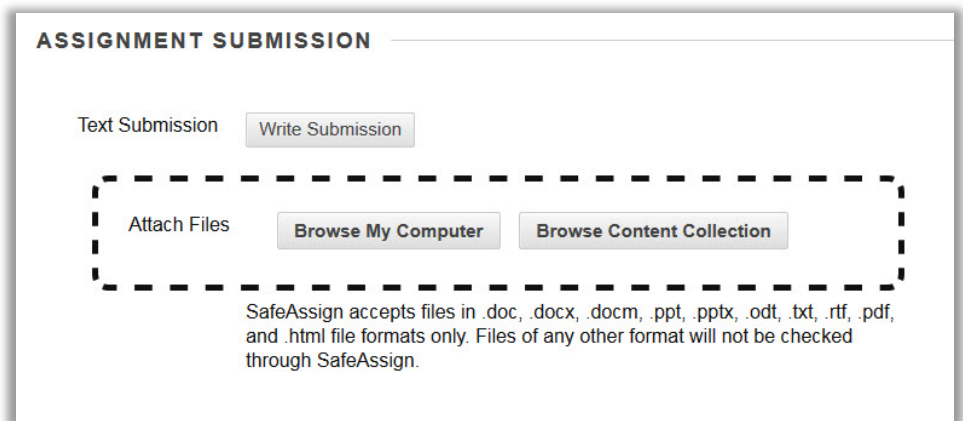 ASSIGNMENT SUBMISSION
Text Submission Write Submission
Attach Files Browse My Computer Browse Content Collection
SafeAssign accepts files in .doc, .docx, .docm, .ppt, .pptx, .odt, .txt, .rtf, .pdf,
and .html file formats only. Files of any other format will not be checked
through SafeAssign.